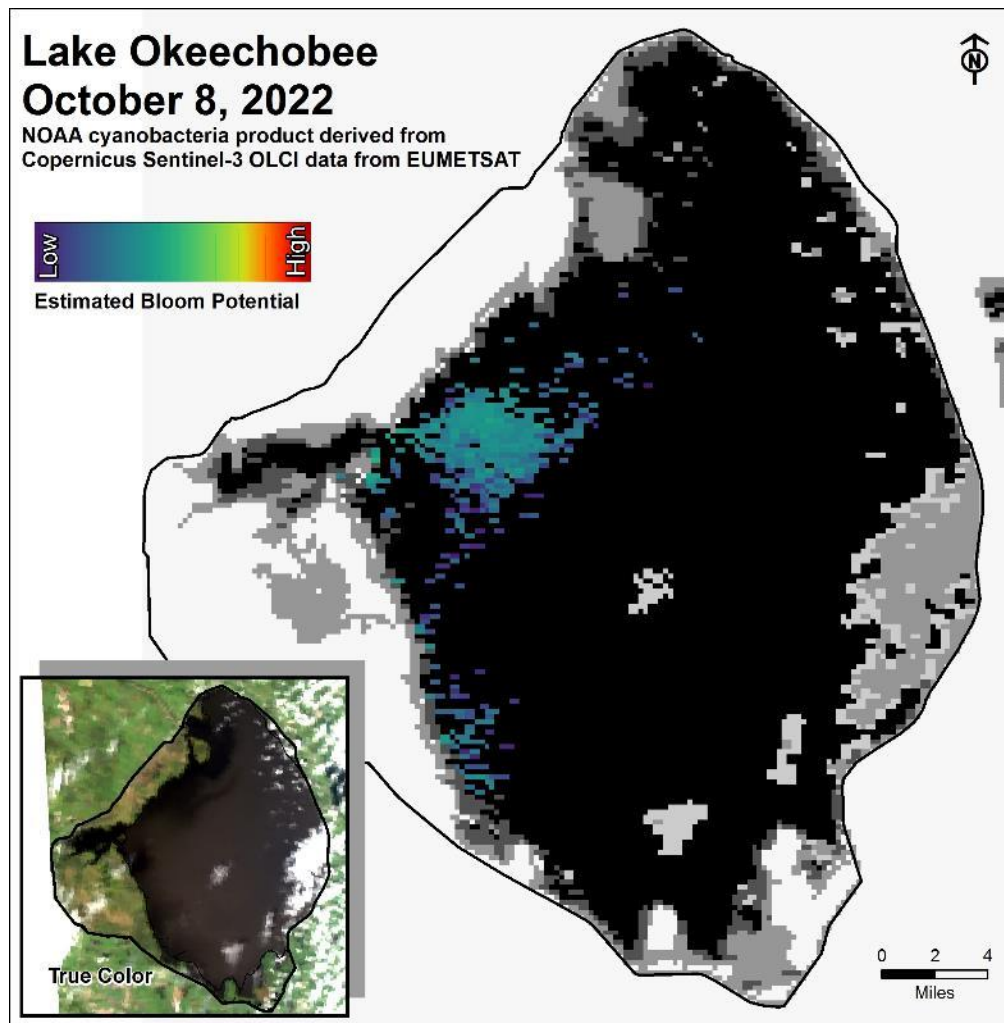 Lake Okeechobee
October 8, 2022
NOAA cyanobacteria product derived from
Copernicus Sentinel-3 OLCI data from EUMETSAT
N
Low
High
Estimated Bloom Potential
True Color
0 2 4
Miles